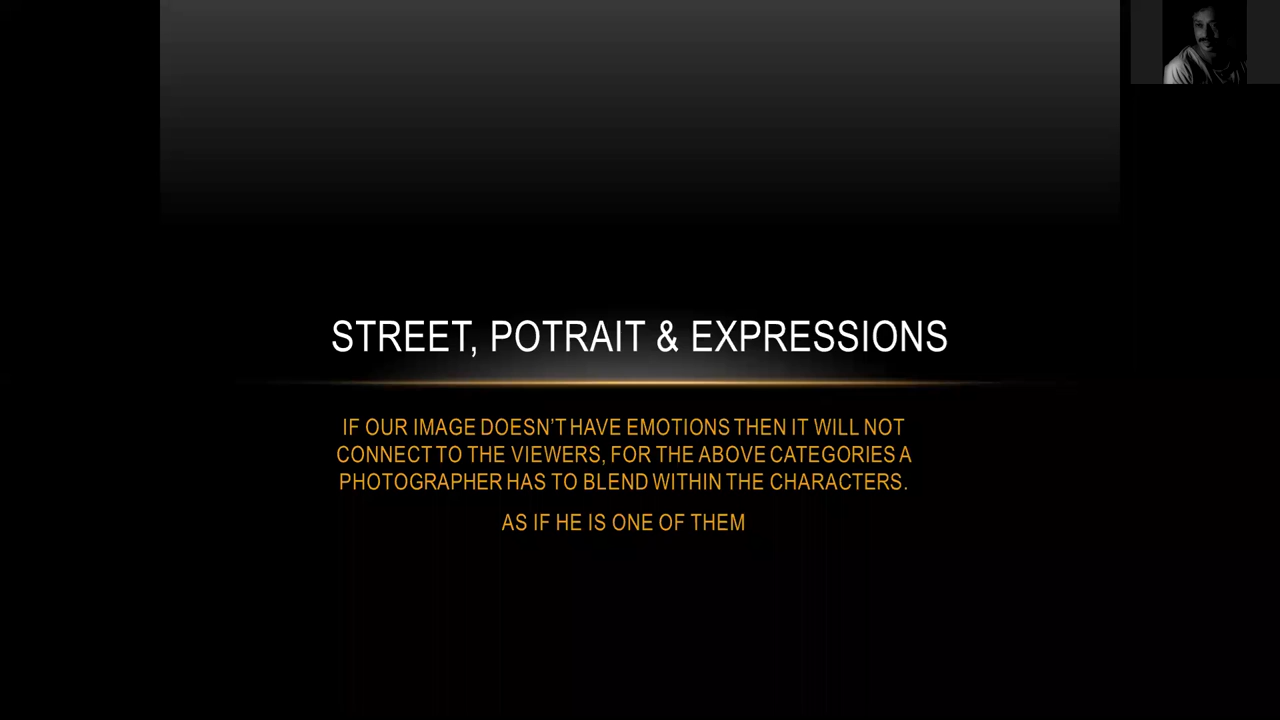 STREET, POTRAIT & EXPRESSIONS
IF OUR IMAGE DOESN'T HAVE EMOTIONS THEN IT WILL NOT
CONNECT TO THE VIEWERS, FOR THE ABOVE CATEGORIES A
PHOTOGRAPHER HAS TO BLEND WITHIN THE CHARACTERS.
AS IF HE IS ONE OF THEM